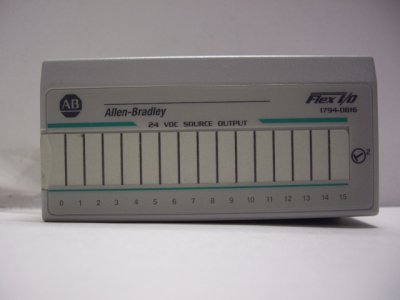 AB
Allen-Bradley
Flex I/O
1794-OB16
24 VDC SOURCE OUTPUT
2
0 1 2 3 4 5 6 7 8 9 10 11 12 13 14 15